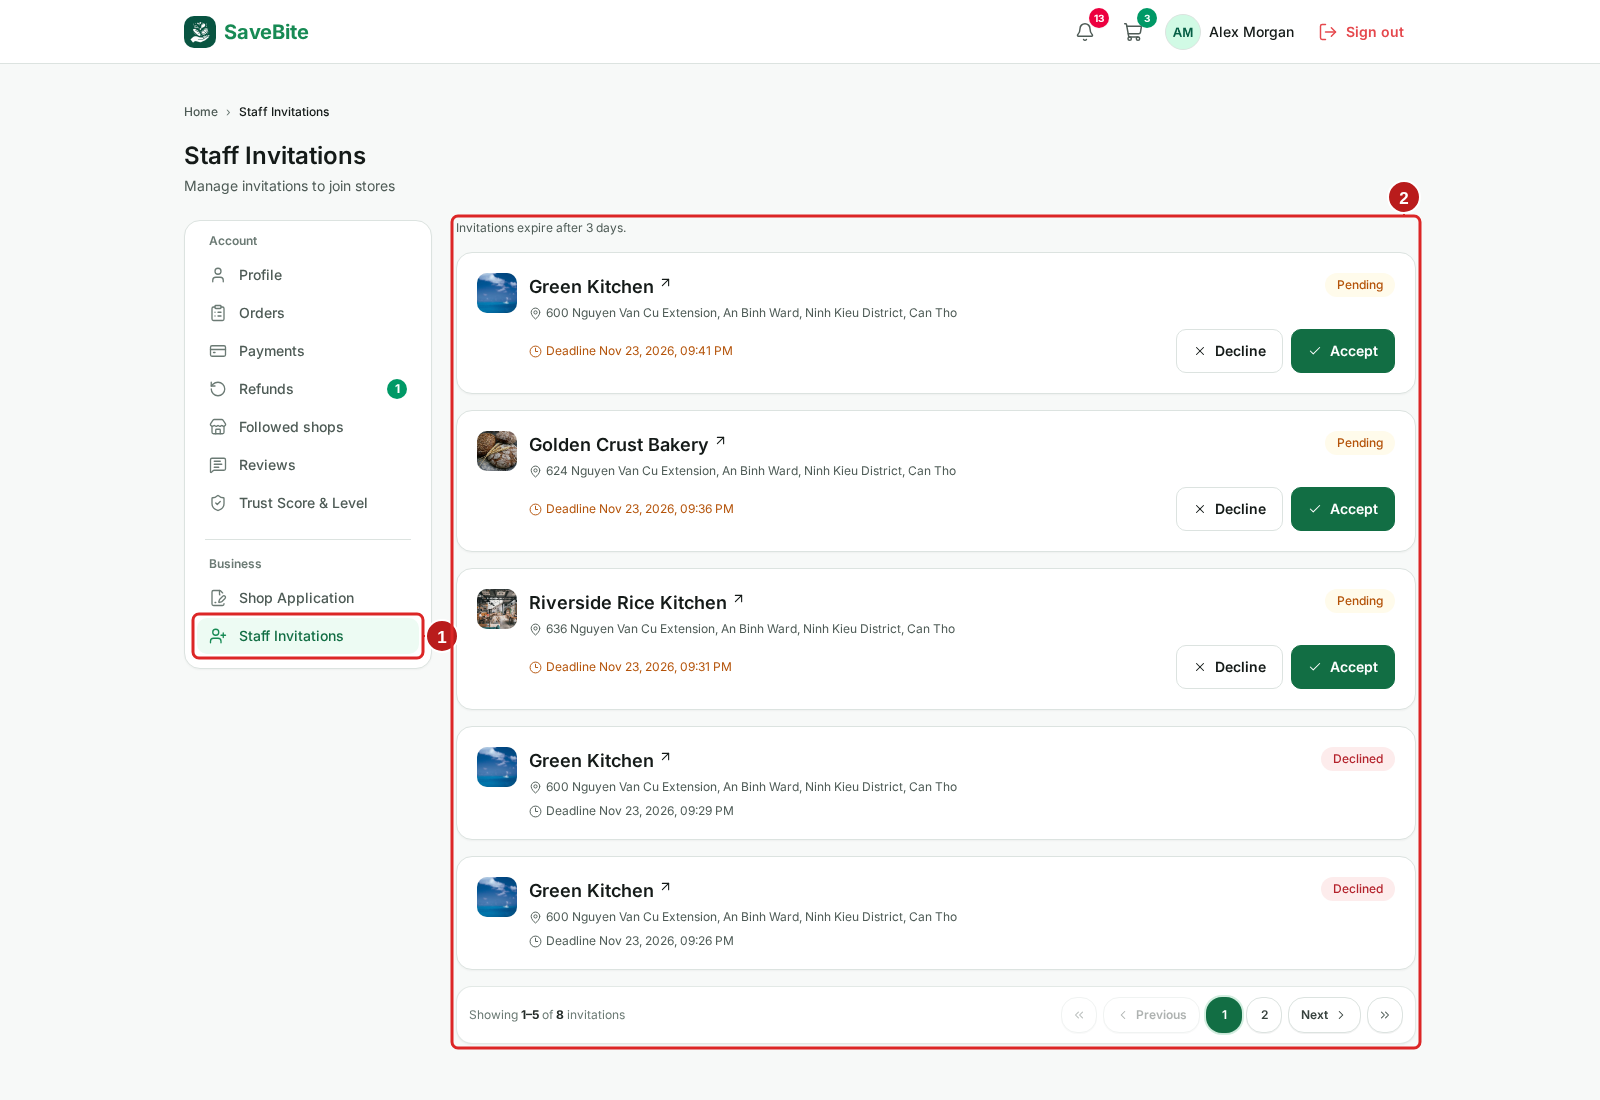 SaveBite
13
3
AM
Alex Morgan
Sign out
Home › Staff Invitations
Staff Invitations
Manage invitations to join stores
2
Account
Profile
Orders
Payments
Refunds
1
Followed shops
Reviews
Trust Score & Level
Business
Shop Application
Staff Invitations
1
Invitations expire after 3 days.
Green Kitchen
Pending
600 Nguyen Van Cu Extension, An Binh Ward, Ninh Kieu District, Can Tho
Deadline Nov 23, 2026, 09:41 PM
Decline
Accept
Golden Crust Bakery
Pending
624 Nguyen Van Cu Extension, An Binh Ward, Ninh Kieu District, Can Tho
Deadline Nov 23, 2026, 09:36 PM
Decline
Accept
Riverside Rice Kitchen
Pending
636 Nguyen Van Cu Extension, An Binh Ward, Ninh Kieu District, Can Tho
Deadline Nov 23, 2026, 09:31 PM
Decline
Accept
Green Kitchen
Declined
600 Nguyen Van Cu Extension, An Binh Ward, Ninh Kieu District, Can Tho
Deadline Nov 23, 2026, 09:29 PM
Green Kitchen
Declined
600 Nguyen Van Cu Extension, An Binh Ward, Ninh Kieu District, Can Tho
Deadline Nov 23, 2026, 09:26 PM
Showing 1–5 of 8 invitations
« ‹ Previous 1 2 Next › »